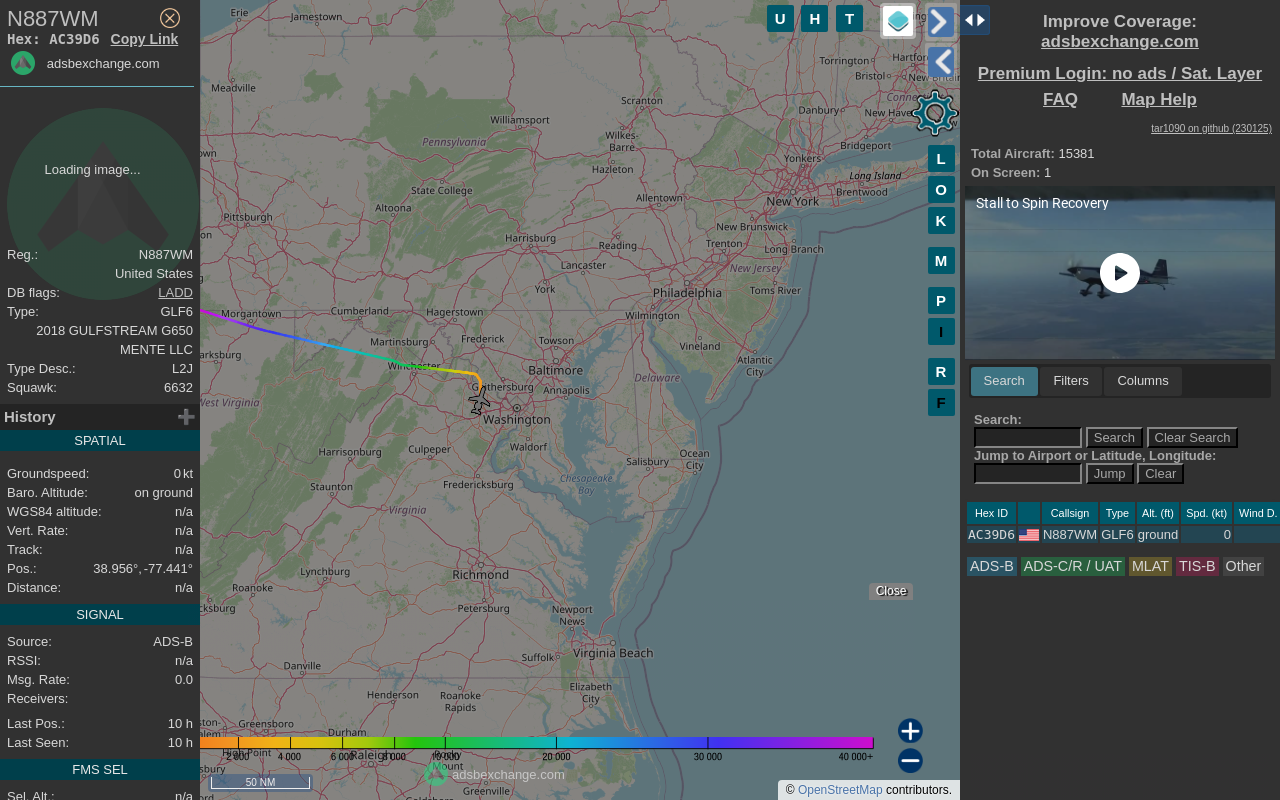 N887WM
Hex: AC39D6 Copy Link
adsbexchange.com
Loading image...
Reg.: N887WM
United States
DB flags: LADD
Type: GLF6
2018 GULFSTREAM G650
MENTE LLC
Type Desc.: L2J
Squawk: 6632
History
SPATIAL
Groundspeed: 0 kt
Baro. Altitude: on ground
WGS84 altitude: n/a
Vert. Rate: n/a
Track: n/a
Pos.: 38.956°, -77.441°
Distance: n/a
SIGNAL
Source: ADS-B
RSSI: n/a
Msg. Rate: 0.0
Receivers:
Last Pos.: 10 h
Last Seen: 10 h
FMS SEL
Sel. Alt.: n/a
U H T
L
O
K
M
P
I
R
F
Erie
Jamestown
Meadville
Torrington
Bristol
Scranton
Danbury
Williamsport
Wilkes-
Barre
Pennsylvania
Bridgeport
Yonkers
Hazleton
Long Island
State College
Allentown
Brentwood
New York
Altoona
Pittsburgh
New Brunswick
Harrisburg
Reading
Trenton
Long Branch
Lancaster
New Jersey
York
Philadelphia
Toms River
Morgantown
Cumberland
Hagerstown
Wilmington
Martinsburg
Frederick
Towson
Vineland
Winchester
Baltimore
Atlantic
City
Delaware
Gaithersburg
Annapolis
West Virginia
Washington
Waldorf
Culpeper
Harrisonburg
Ocean
City
Salisbury
Fredericksburg
Staunton
Chesapeake
Bay
Virginia
Lynchburg
Richmond
Roanoke
Petersburg
Newport
News
Virginia Beach
Suffolk
Danville
Elizabeth
City
Henderson
Roanoke
Rapids
Greensboro
Durham
High Point
Raleigh
Rocky
Mount
Greenville
2 000 4 000 6 000 8 000 10 000 20 000 30 000 40 000+
adsbexchange.com
50 NM
Close
© OpenStreetMap contributors.
Improve Coverage:
adsbexchange.com
Premium Login: no ads / Sat. Layer
FAQ Map Help
tar1090 on github (230125)
Total Aircraft: 15381
On Screen: 1
Stall to Spin Recovery
Search Filters Columns
Search:
Search Clear Search
Jump to Airport or Latitude, Longitude:
Jump Clear
Hex ID Callsign Type Alt. (ft) Spd. (kt) Wind D.
AC39D6 N887WM GLF6 ground 0
ADS-B ADS-C/R / UAT MLAT TIS-B Other